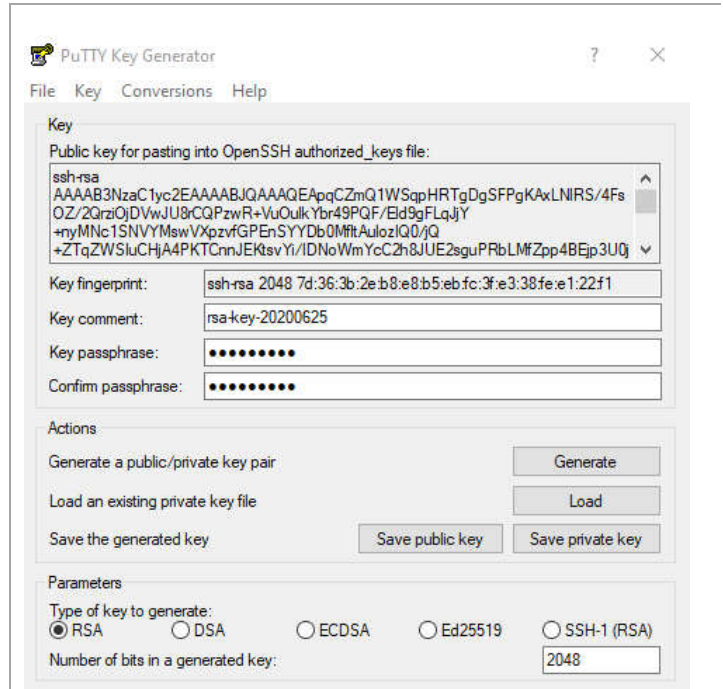 PuTTY Key Generator ? ×
File Key Conversions Help
Key
Public key for pasting into OpenSSH authorized_keys file:
ssh-rsa
AAAAB3NzaC1yc2EAAAABJQAAAQEApqCZmQ1WSqpHRTgDgSFPgKAxLNIRS/4Fs
OZ/2QrziOjDVwJU8rCQPzwR+VuOulkYbr49PQF/Eld9gFLqJjY
+nyMNc1SNVYMswVXpzvfGPEnSYYDb0MfltAulozIQ0/jQ
+ZTqZWSIuCHjA4PKTCnnJEKtsvYi/IDNoWmYcC2h8JUE2sguPRbLMfZpp4BEjp3U0j
Key fingerprint: ssh-rsa 2048 7d:36:3b:2e:b8:e8:b5:eb:fc:3f:e3:38:fe:e1:22:f1
Key comment: rsa-key-20200625
Key passphrase: ●●●●●●●●●
Confirm passphrase: ●●●●●●●●●
Actions
Generate a public/private key pair Generate
Load an existing private key file Load
Save the generated key Save public key Save private key
Parameters
Type of key to generate:
RSA DSA ECDSA Ed25519 SSH-1 (RSA)
Number of bits in a generated key: 2048